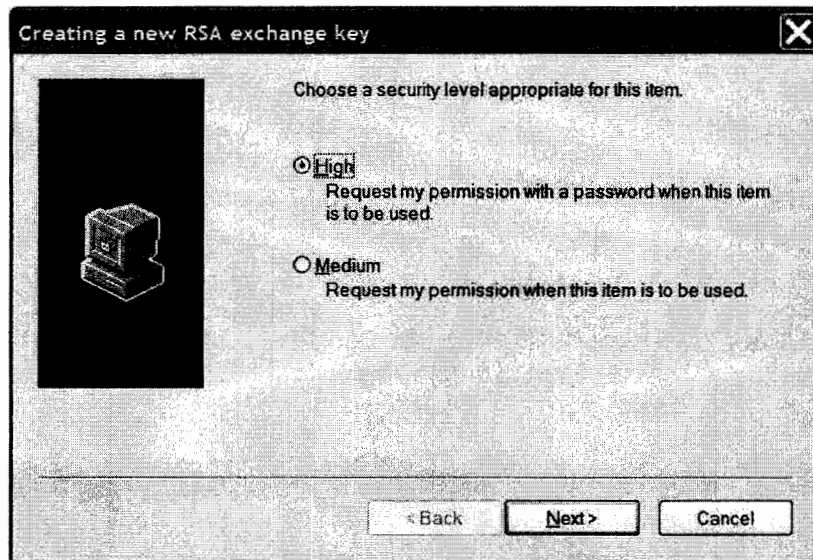 Creating a new RSA exchange key
Choose a security level appropriate for this item.
High
Request my permission with a password when this item
is to be used.
Medium
Request my permission when this item is to be used.
< Back Next > Cancel